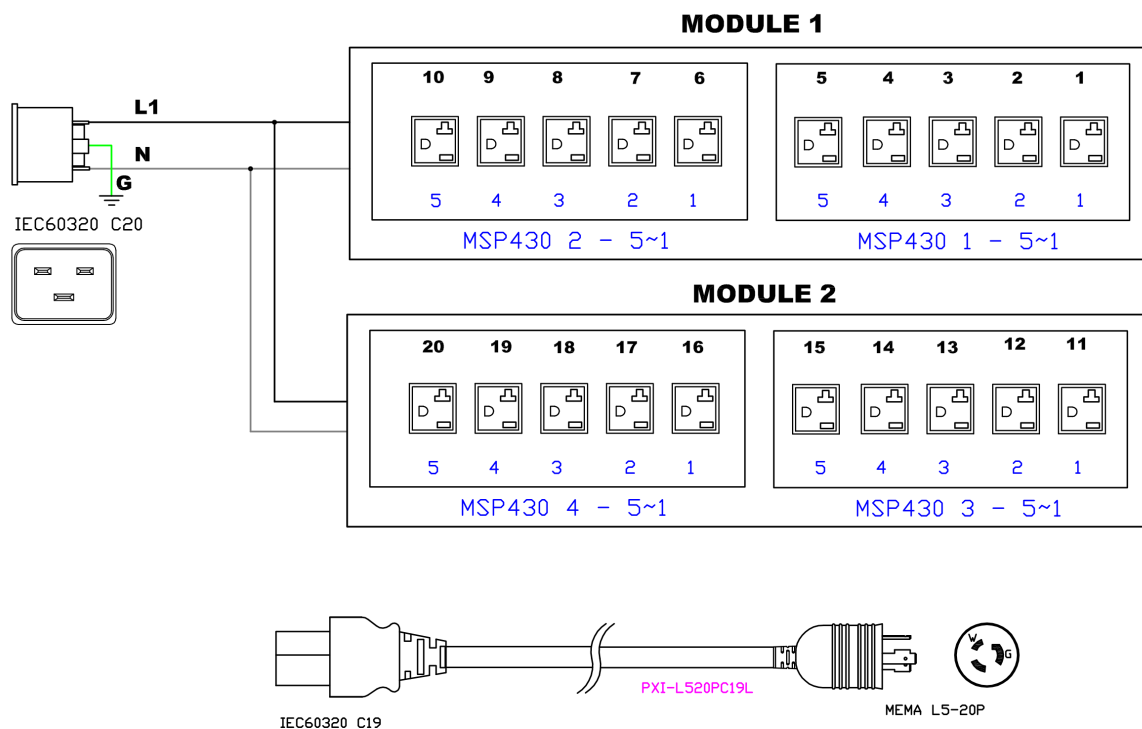 MODULE 1
10 9 8 7 6 5 4 3 2 1
L1
N
G
5 4 3 2 1 5 4 3 2 1
IEC60320 C20
MSP430 2 - 5~1 MSP430 1 - 5~1
MODULE 2
20 19 18 17 16 15 14 13 12 11
5 4 3 2 1 5 4 3 2 1
MSP430 4 - 5~1 MSP430 3 - 5~1
W
G
PXI-L520PC19L
MEMA L5-20P
IEC60320 C19